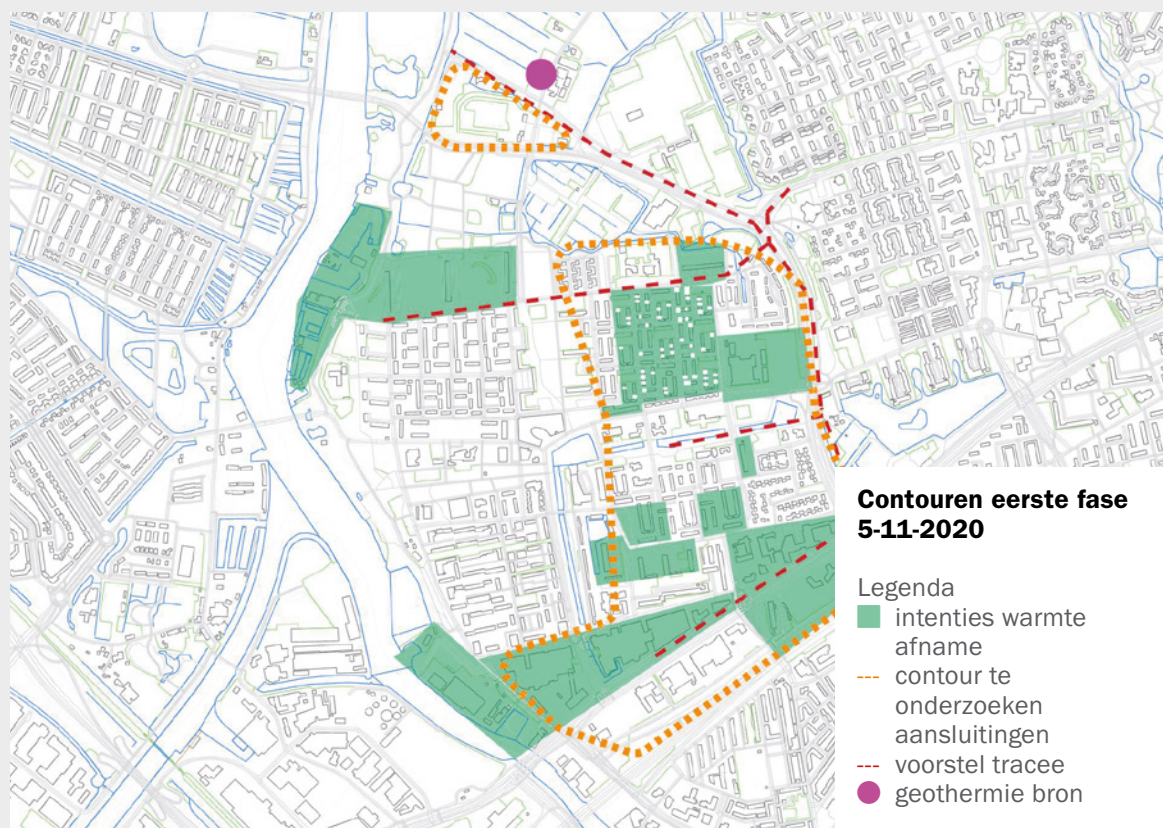 Contouren eerste fase
5-11-2020
Legenda
intenties warmte
afname
contour te
onderzoeken
aansluitingen
voorstel tracee
geothermie bron